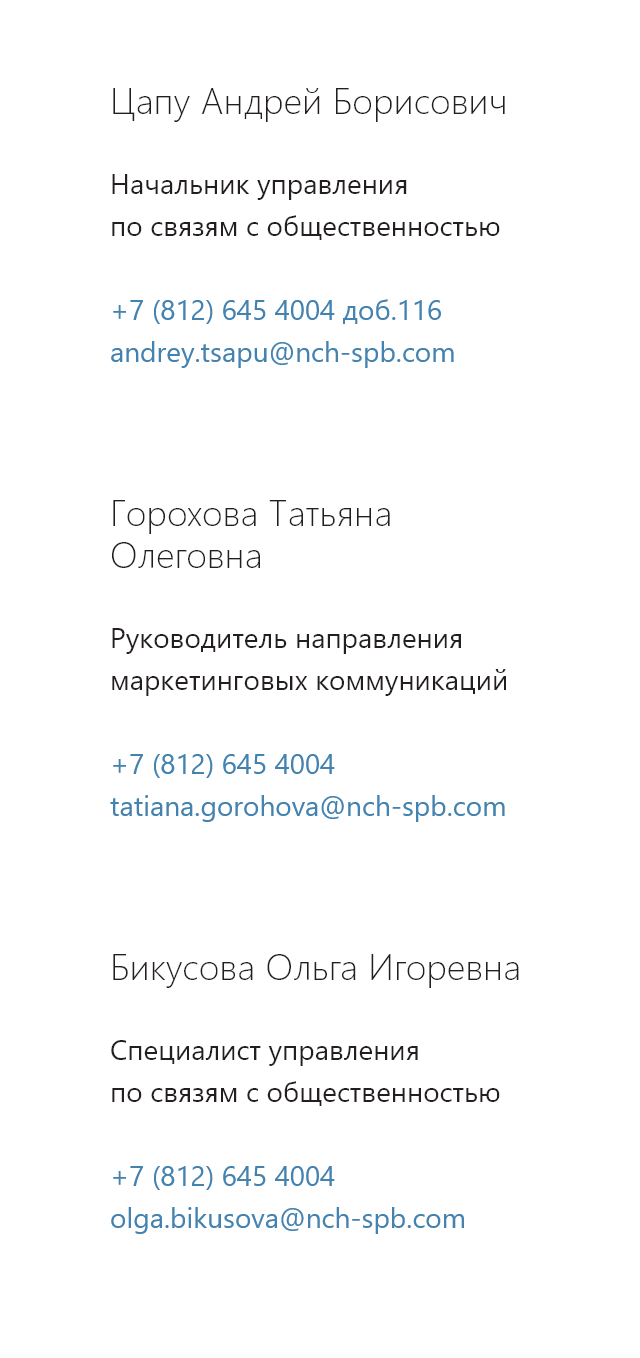 Цапу Андрей Борисович
Начальник управления
по связям с общественностью
+7 (812) 645 4004 доб.116
andrey.tsapu@nch-spb.com
Горохова Татьяна
Олеговна
Руководитель направления
маркетинговых коммуникаций
+7 (812) 645 4004
tatiana.gorohova@nch-spb.com
Бикусова Ольга Игоревна
Специалист управления
по связям с общественностью
+7 (812) 645 4004
olga.bikusova@nch-spb.com